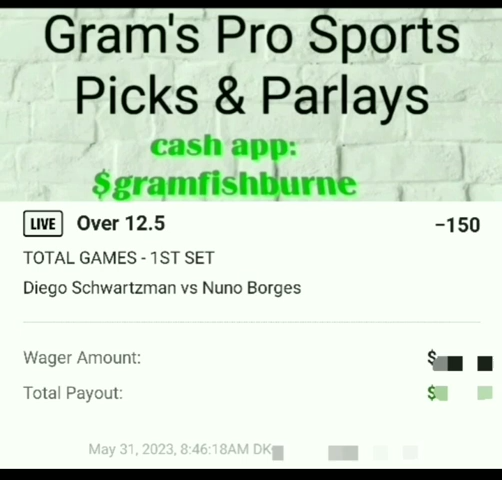 Gram's Pro Sports
Picks & Parlays
cash app:
$gramfishburne
LIVE Over 12.5 −150
TOTAL GAMES - 1ST SET
Diego Schwartzman vs Nuno Borges
Wager Amount: $
Total Payout: $
May 31, 2023, 8:46:18AM DK